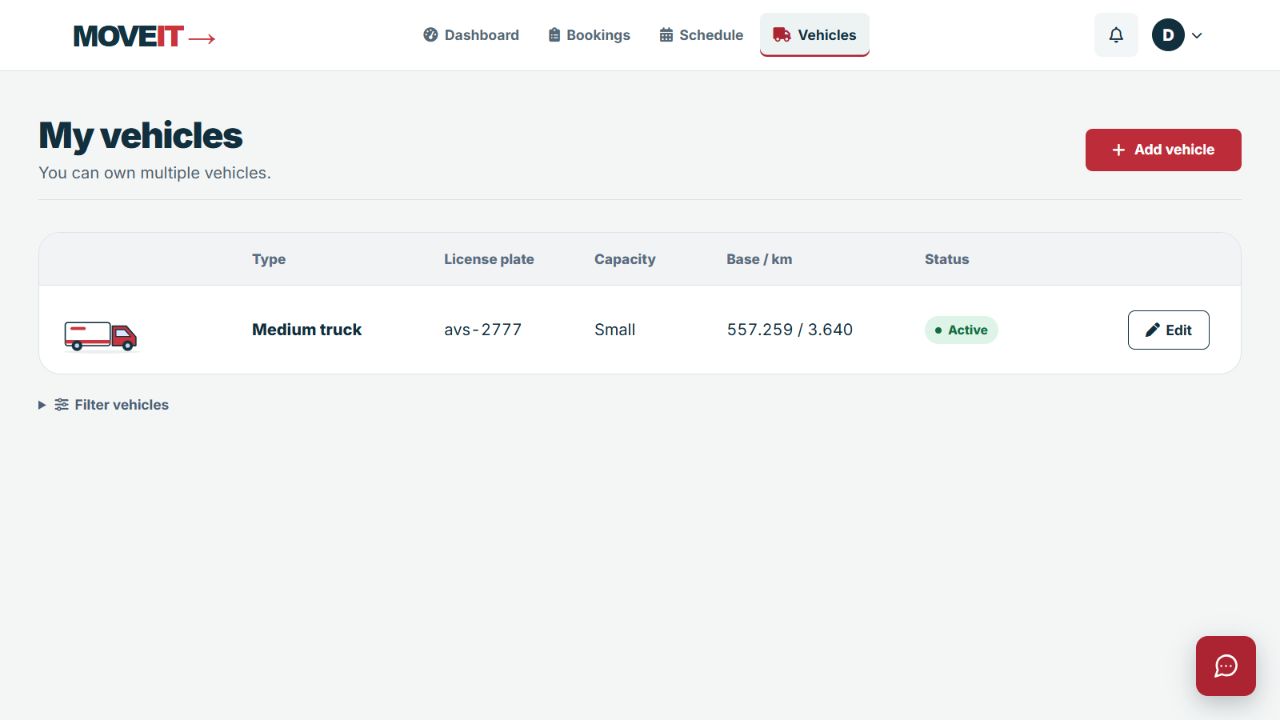 MOVEIT→
Dashboard
Bookings
Schedule
Vehicles
D
My vehicles
You can own multiple vehicles.
+ Add vehicle
Type License plate Capacity Base / km Status
Medium truck avs-2777 Small 557.259 / 3.640 Active Edit
Filter vehicles